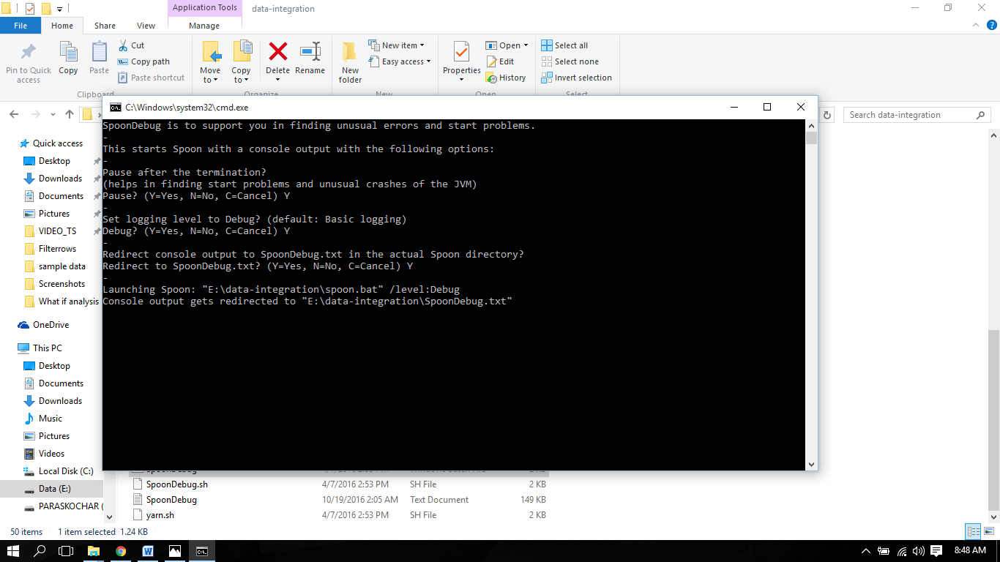 Application Tools
data-integration
File
Home
Share
View
Manage
Pin to Quick access
Copy
Paste
Cut
Copy path
Paste shortcut
Clipboard
Move to
Copy to
Delete
Rename
Organize
New folder
New item
Easy access
New
Properties
Open
Edit
History
Open
Select all
Select none
Invert selection
Select
Search data-integration
C:\Windows\system32\cmd.exe
SpoonDebug is to support you in finding unusual errors and start problems.
-
This starts Spoon with a console output with the following options:
-
Pause after the termination?
(helps in finding start problems and unusual crashes of the JVM)
Pause? (Y=Yes, N=No, C=Cancel) Y
-
Set logging level to Debug? (default: Basic logging)
Debug? (Y=Yes, N=No, C=Cancel) Y
-
Redirect console output to SpoonDebug.txt in the actual Spoon directory?
Redirect to SpoonDebug.txt? (Y=Yes, N=No, C=Cancel) Y
-
Launching Spoon: "E:\data-integration\spoon.bat" /level:Debug
Console output gets redirected to "E:\data-integration\SpoonDebug.txt"
Quick access
Desktop
Downloads
Documents
Pictures
VIDEO_TS
Filterrows
sample data
Screenshots
What if analysis
OneDrive
This PC
Desktop
Documents
Downloads
Music
Pictures
Videos
Local Disk (C:)
Data (E:)
PARASKOCHAR (
SpoonDebug.sh 4/7/2016 2:53 PM SH File 2 KB
SpoonDebug 10/19/2016 2:05 AM Text Document 149 KB
yarn.sh 4/7/2016 2:53 PM SH File 2 KB
50 items 1 item selected 1.24 KB
8:48 AM